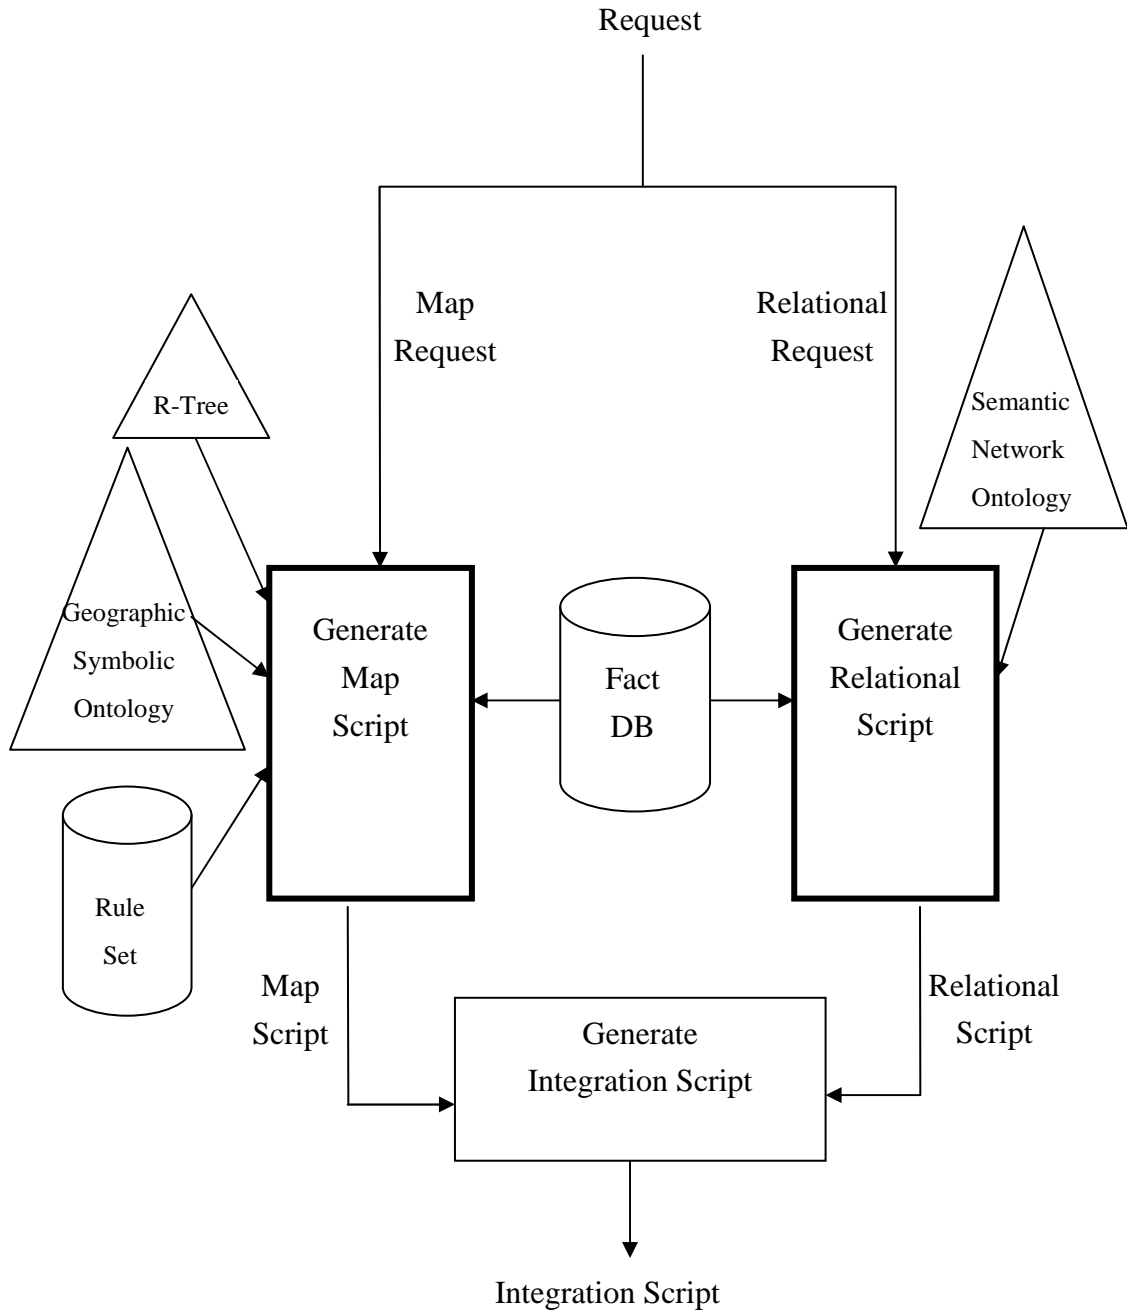 Request
Map
Request
Relational
Request
R-Tree
Semantic
Network
Ontology
Geographic
Symbolic
Ontology
Generate
Map
Script
Fact
DB
Generate
Relational
Script
Rule
Set
Map
Script
Relational
Script
Generate
Integration Script
Integration Script